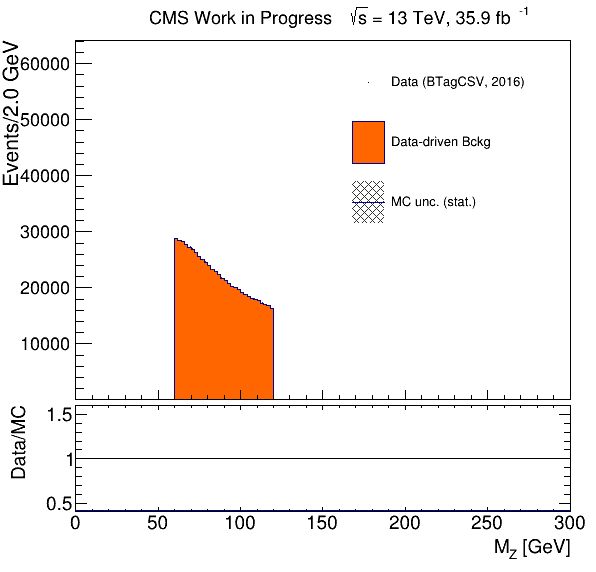 CMS Work in Progress √s = 13 TeV, 35.9 fb -1
Events/2.0 GeV
60000
50000
40000
30000
20000
10000
Data (BTagCSV, 2016)
Data-driven Bckg
MC unc. (stat.)
Data/MC
1.5
1
0.5
0 50 100 150 200 250 300
MZ [GeV]